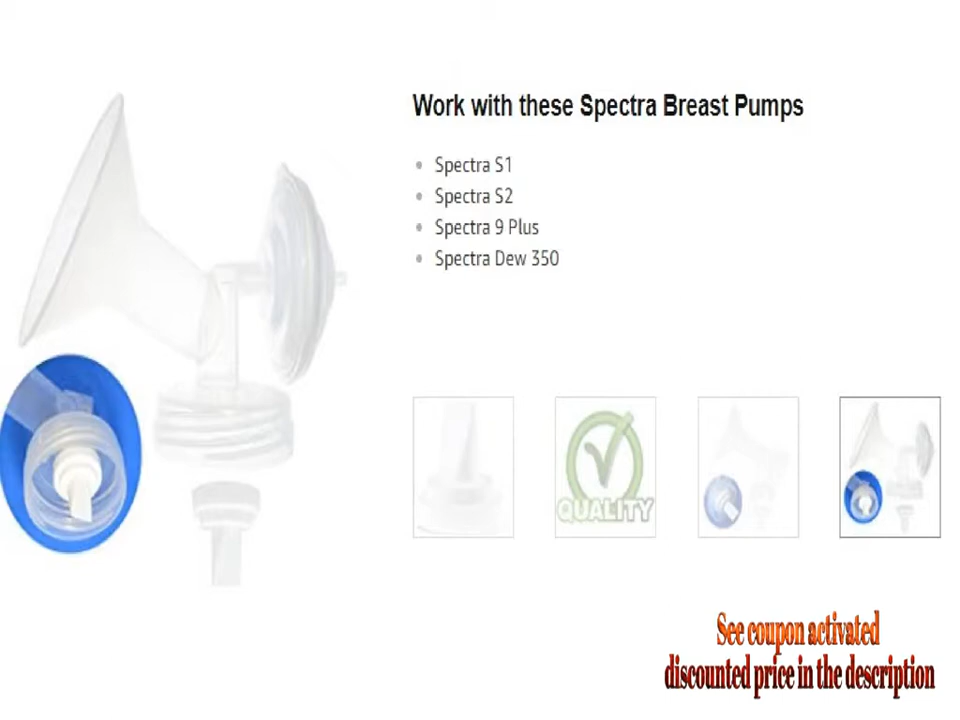 Work with these Spectra Breast Pumps
Spectra S1
Spectra S2
Spectra 9 Plus
Spectra Dew 350
QUALITY
See coupon activated
discounted price in the description